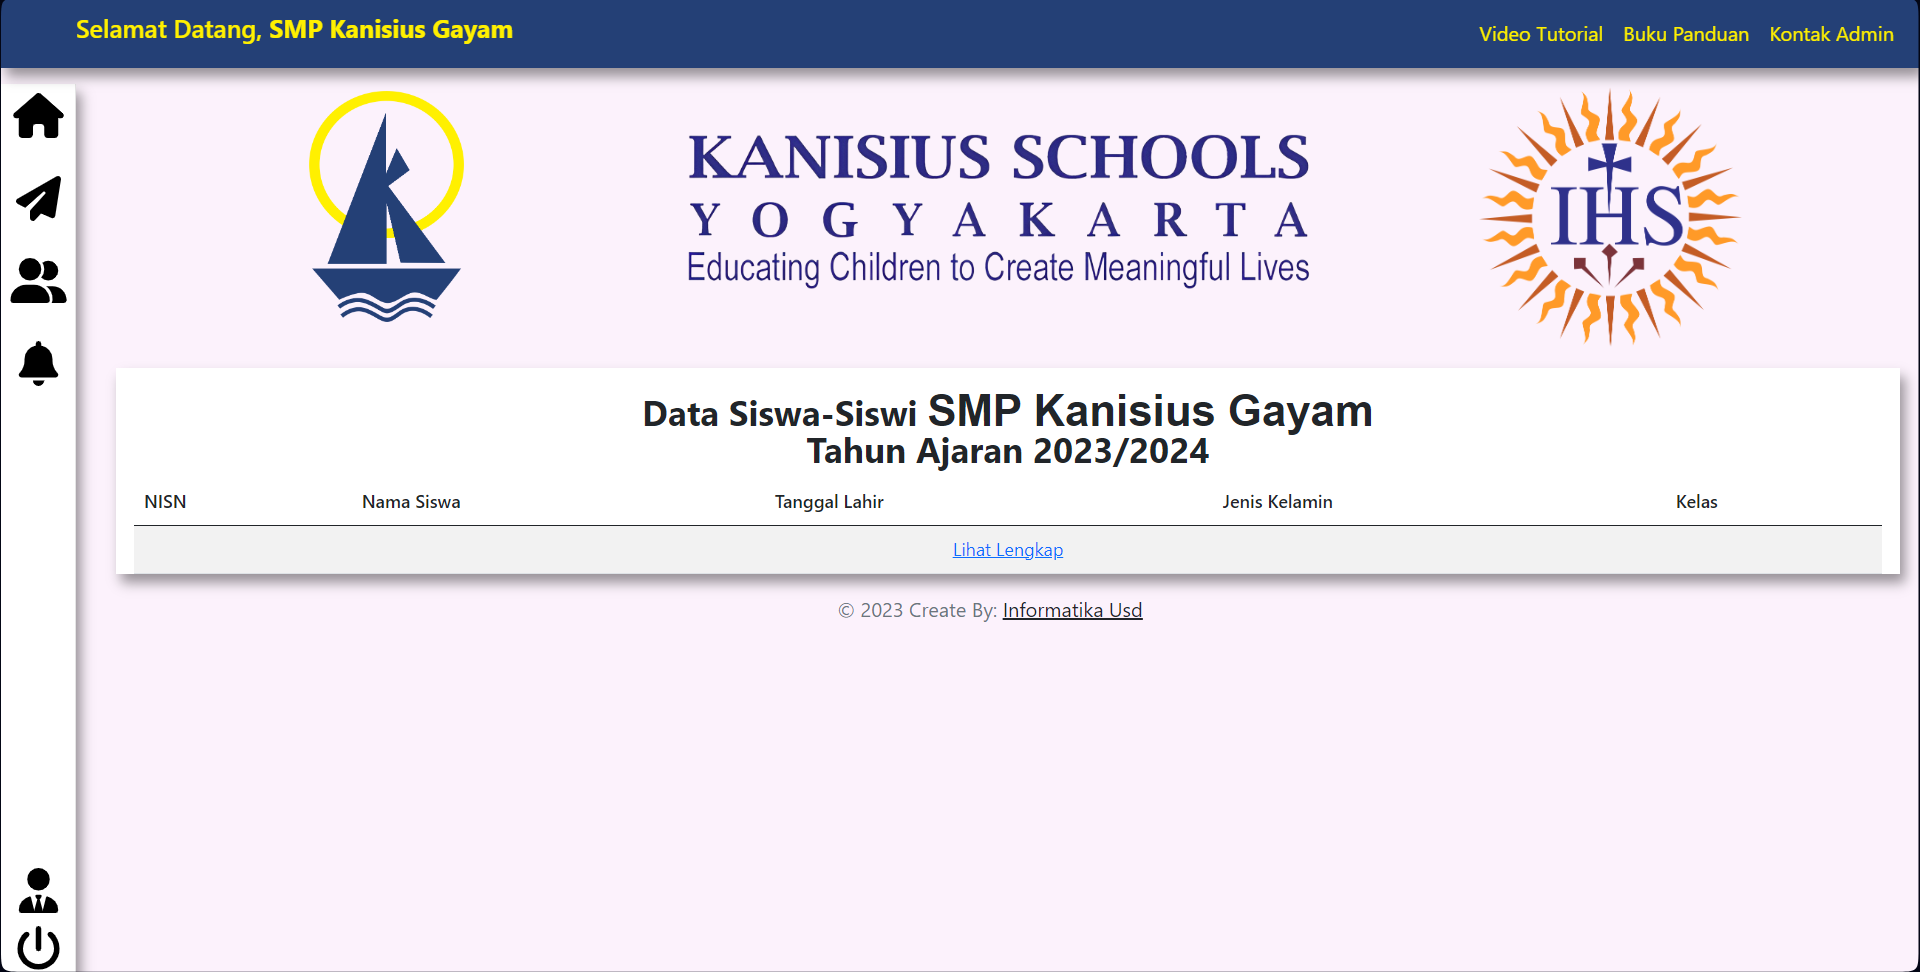 Selamat Datang, SMP Kanisius Gayam
Video Tutorial Buku Panduan Kontak Admin
KANISIUS SCHOOLS
YOGYAKARTA
Educating Children to Create Meaningful Lives
IHS
Data Siswa-Siswi SMP Kanisius Gayam
Tahun Ajaran 2023/2024
NISN Nama Siswa Tanggal Lahir Jenis Kelamin Kelas
Lihat Lengkap
© 2023 Create By: Informatika Usd